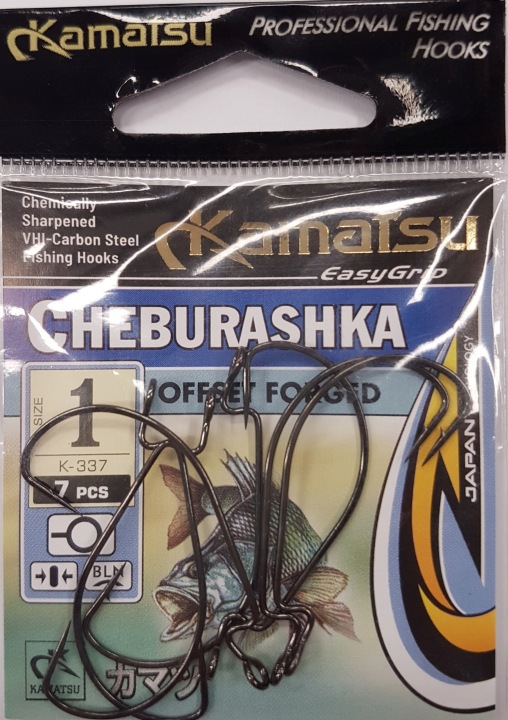 Kamatsu
PROFESSIONAL FISHING
HOOKS
Chemically
Sharpened
VHI-Carbon Steel
Fishing Hooks
Kamatsu
EasyGrip
CHEBURASHKA
/OFFSET FORGED
SIZE
1
K-337
7 PCS
BLN
JAPAN
KAMATSU
カマツ